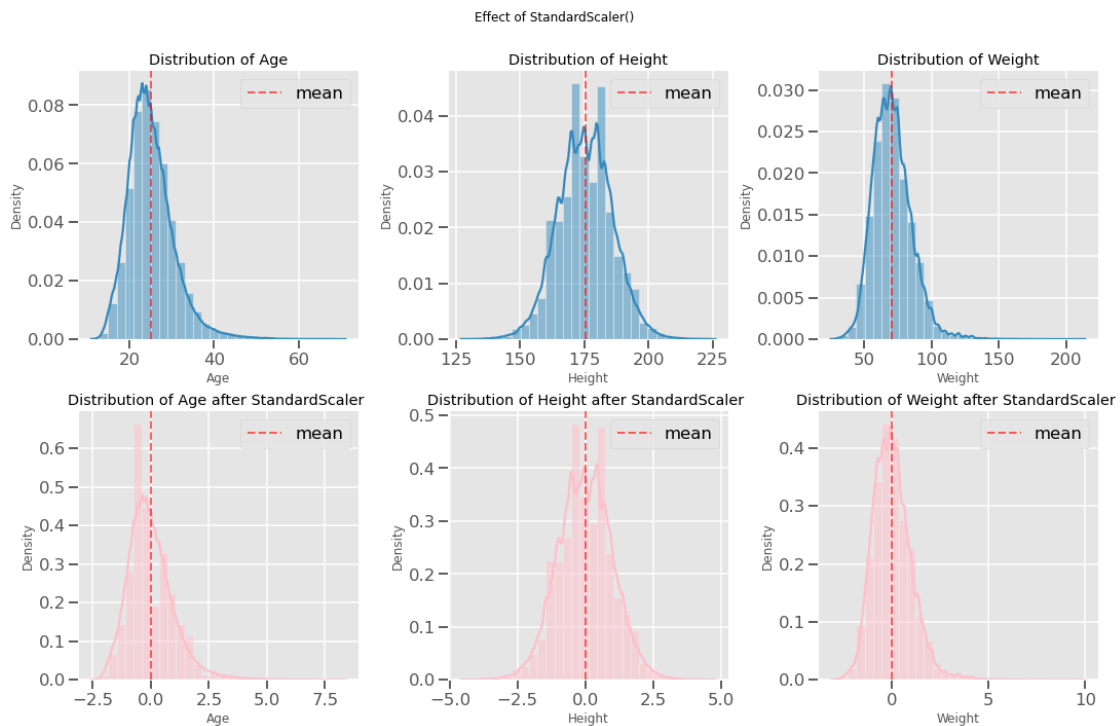 Effect of StandardScaler()
Distribution of Age
Distribution of Height
Distribution of Weight
mean
mean
mean
0.08
0.06
0.04
0.02
0.00
Density
20
40
60
Age
0.04
0.03
0.02
0.01
0.00
Density
125
150
175
200
225
Height
0.030
0.025
0.020
0.015
0.010
0.005
0.000
Density
50
100
150
200
Weight
Distribution of Age after StandardScaler
Distribution of Height after StandardScaler
Distribution of Weight after StandardScaler
mean
mean
mean
0.6
0.5
0.4
0.3
0.2
0.1
0.0
Density
−2.5
0.0
2.5
5.0
7.5
Age
0.5
0.4
0.3
0.2
0.1
0.0
Density
−5.0
−2.5
0.0
2.5
5.0
Height
0.4
0.3
0.2
0.1
0.0
Density
0
5
10
Weight